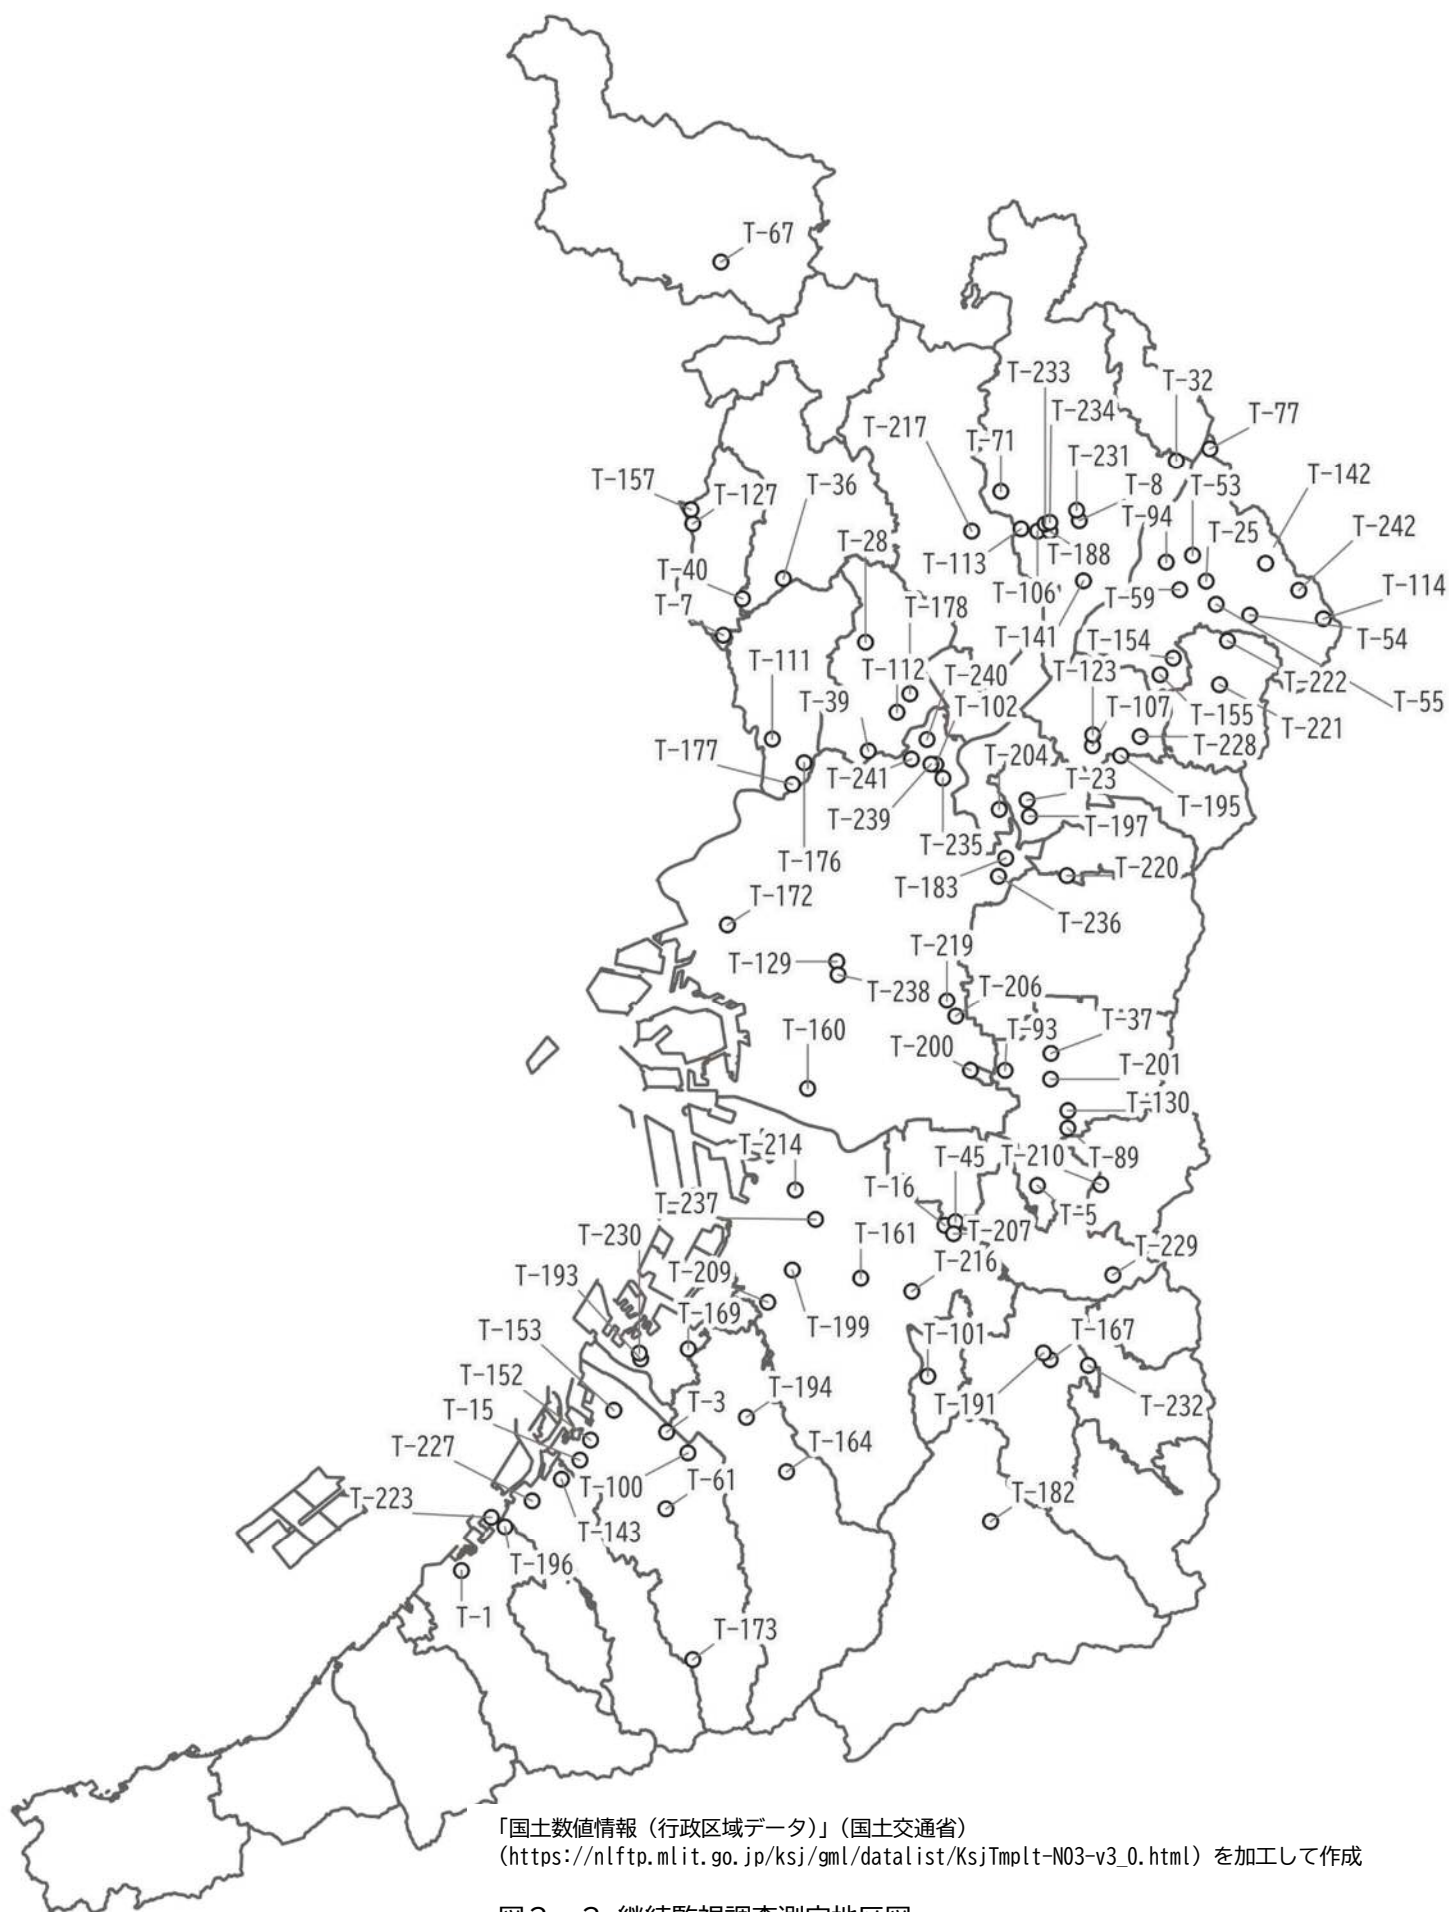 T-67
T-233
T-32
T-234
T-77
T-217
T-71
T-231
T-157
T-127
T-36
T-8
T-53
T-142
T-94
T-25
T-242
T-28
T-188
T-113
T-40
T-106
T-59
T-114
T-7
T-178
T-141
T-154
T-54
T-111
T-112
T-240
T-123
T-222
T-39
T-102
T-107
T-155
T-55
T-221
T-177
T-241
T-204
T-228
T-23
T-239
T-195
T-197
T-235
T-176
T-183
T-220
T-172
T-236
T-219
T-129
T-238
T-206
T-160
T-93
T-37
T-200
T-201
T-130
T-214
T-45
T-210
T-89
T-16
T-237
T-5
T-230
T-161
T-207
T-229
T-193
T-209
T-216
T-169
T-153
T-199
T-101
T-167
T-152
T-3
T-194
T-191
T-232
T-15
T-227
T-164
T-100
T-61
T-223
T-182
T-143
T-196
T-1
T-173
「国土数値情報（行政区域データ）」（国土交通省）
（https://nlftp.mlit.go.jp/ksj/gml/datalist/KsjTmplt-N03-v3_0.html）を加工して作成